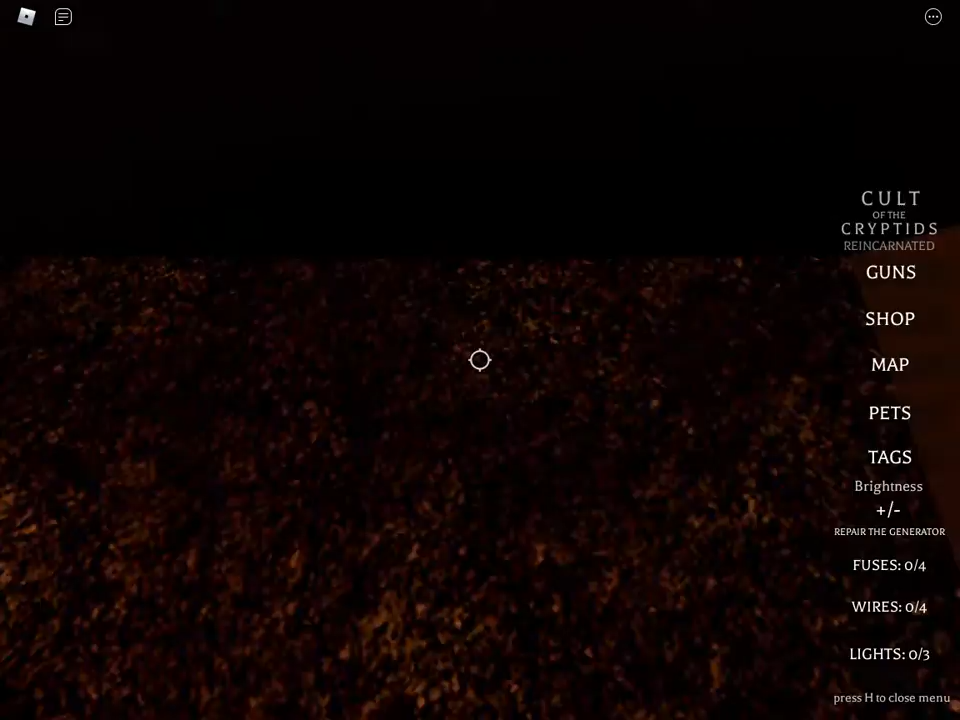 CULT
OF THE
CRYPTIDS
REINCARNATED
GUNS
SHOP
MAP
PETS
TAGS
Brightness
+/-
REPAIR THE GENERATOR
FUSES: 0/4
WIRES: 0/4
LIGHTS: 0/3
press H to close menu